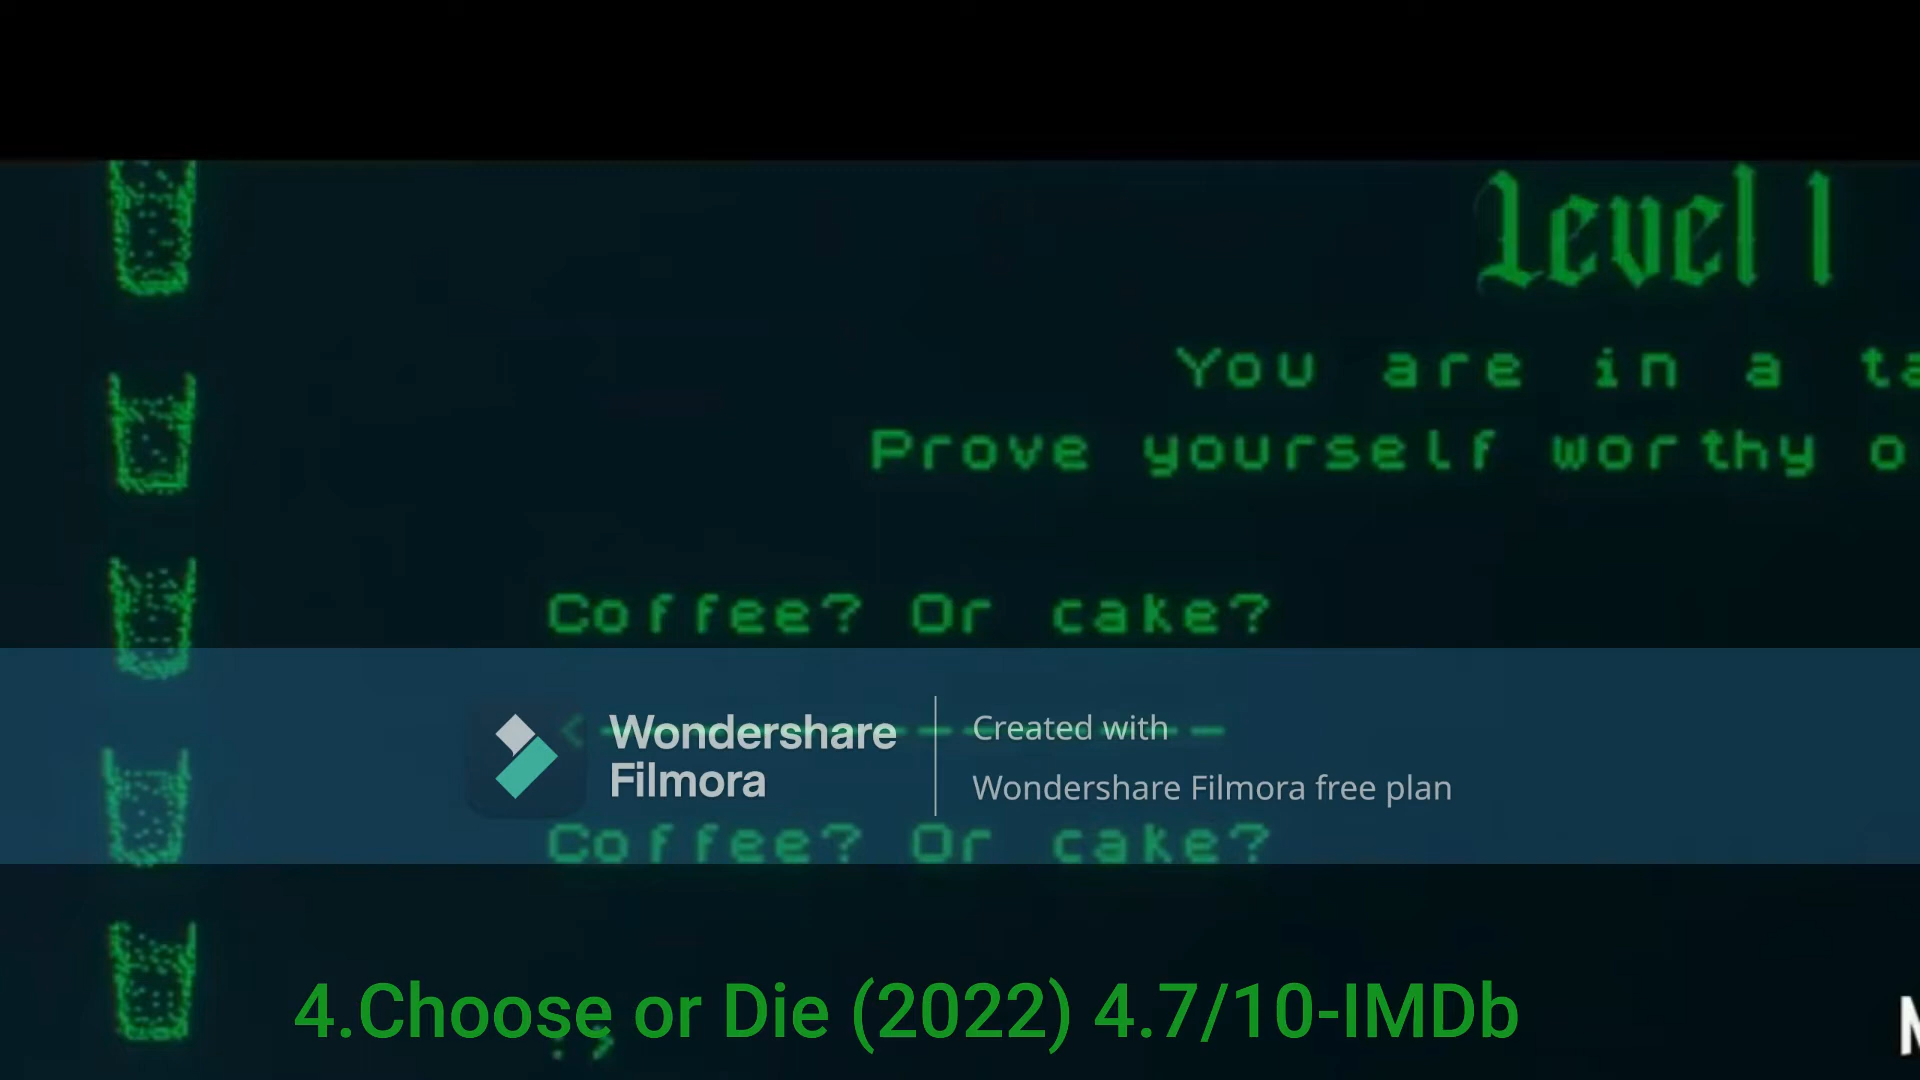 Level 1
You are in a
Prove yourself worthy
Coffee? Or cake?
Wondershare
Filmora
Created with
Wondershare Filmora free plan
Coffee? Or cake?
4.Choose or Die (2022) 4.7/10-IMDb
:>